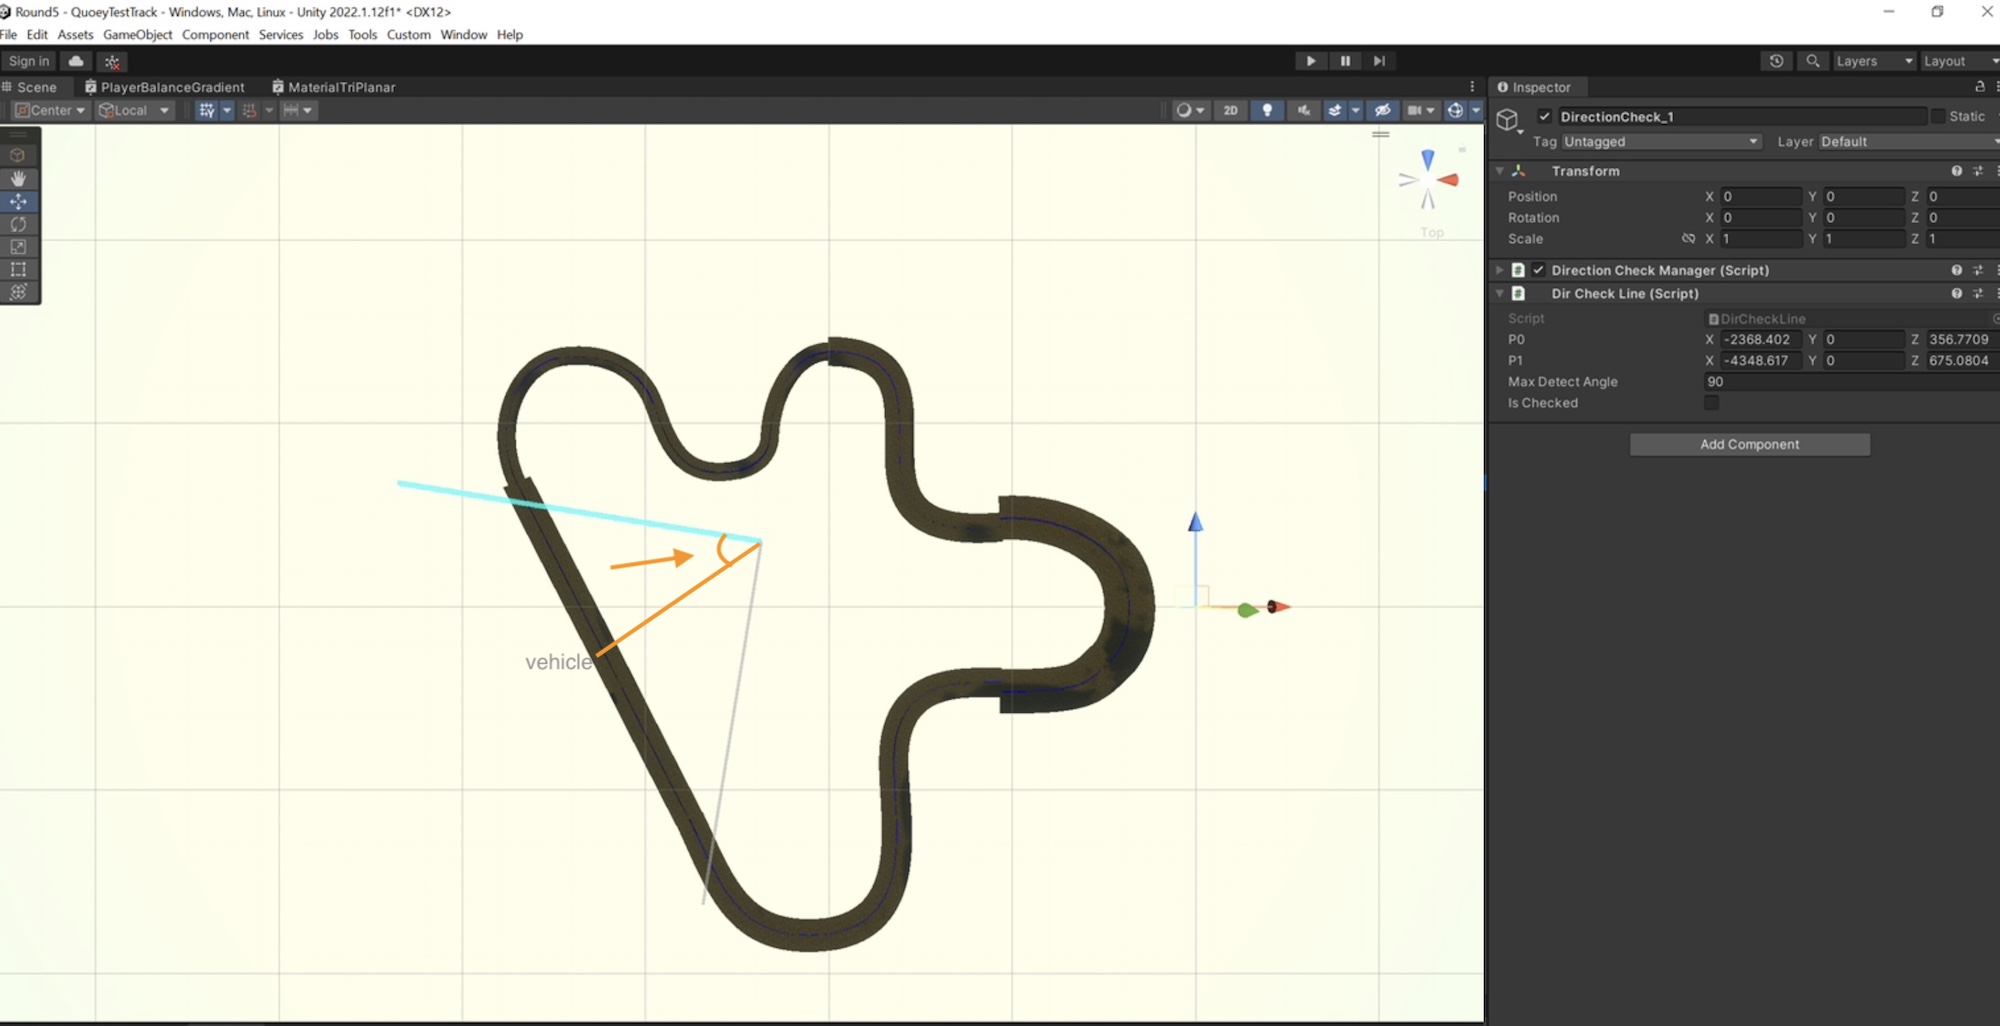 Round5 - QuoeyTestTrack - Windows, Mac, Linux - Unity 2022.1.12f1* <DX12>
File Edit Assets GameObject Component Services Jobs Tools Custom Window Help
Sign in Layers Layout
Scene PlayerBalanceGradient MaterialTriPlanar Inspector
Center Local 2D
DirectionCheck_1 Static
Tag Untagged Layer Default
Transform
Position X 0 Y 0 Z 0
Rotation X 0 Y 0 Z 0
Scale X 1 Y 1 Z 1
Direction Check Manager (Script)
Dir Check Line (Script)
Script DirCheckLine
P0 X -2368.402 Y 0 Z 356.7709
P1 X -4348.617 Y 0 Z 675.0804
Max Detect Angle 90
Is Checked
Add Component
Top
vehicle